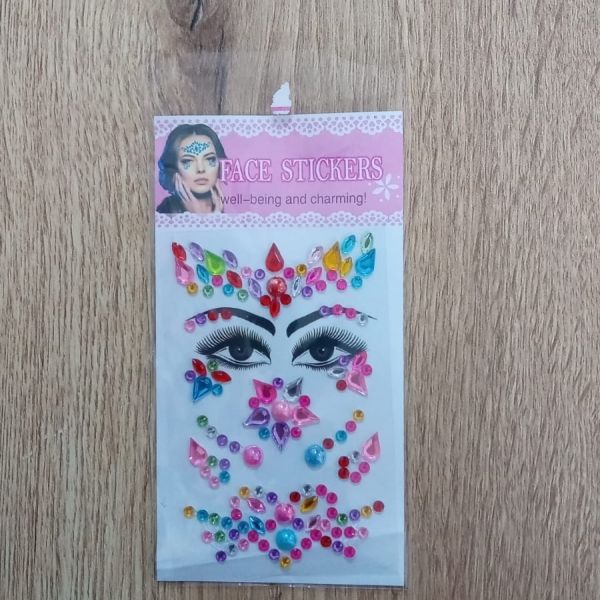 FACE STICKERS
well-being and charming!